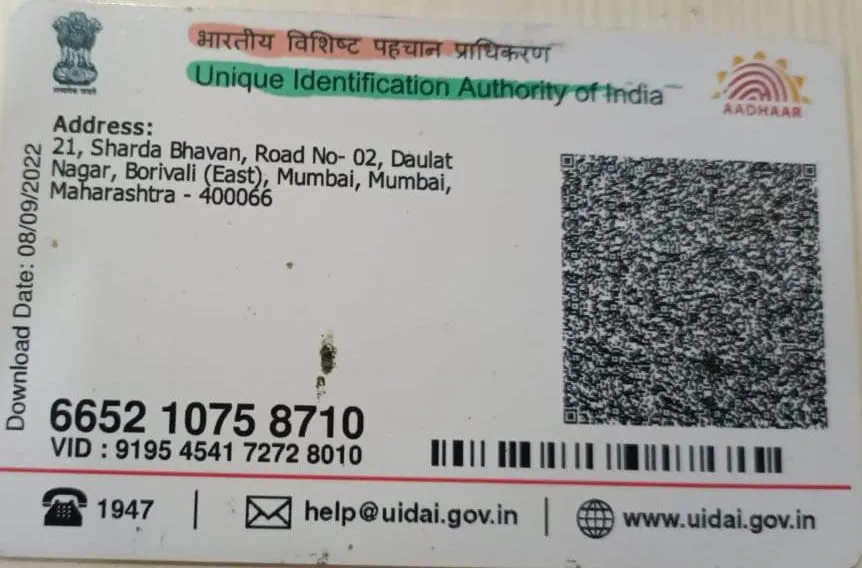 भारतीय विशिष्ट पहचान प्राधिकरण
Unique Identification Authority of India
AADHAAR
Address:
21, Sharda Bhavan, Road No- 02, Daulat
Nagar, Borivali (East), Mumbai, Mumbai,
Maharashtra - 400066
Download Date: 08/09/2022
6652 1075 8710
VID : 9195 4541 7272 8010
1947 | help@uidai.gov.in | www.uidai.gov.in